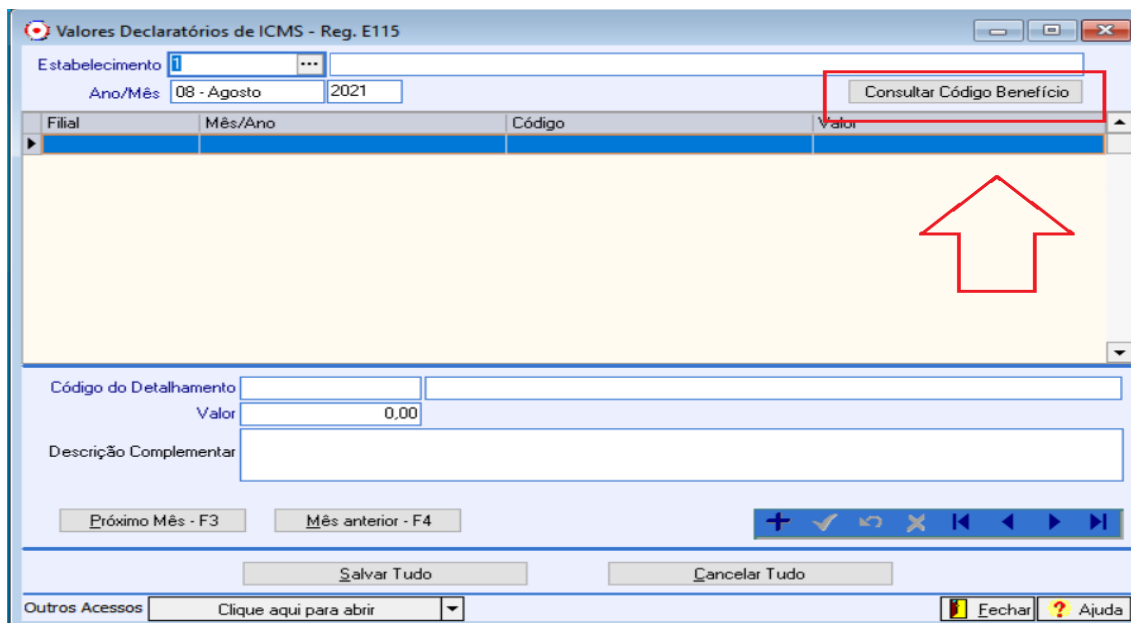 Valores Declaratórios de ICMS - Reg. E115
Estabelecimento 1 ...
Ano/Mês 08 - Agosto 2021 Consultar Código Benefício
Filial Mês/Ano Código Valor
Código do Detalhamento
Valor 0,00
Descrição Complementar
Próximo Mês - F3 Mês anterior - F4
Salvar Tudo Cancelar Tudo
Outros Acessos Clique aqui para abrir Fechar ? Ajuda